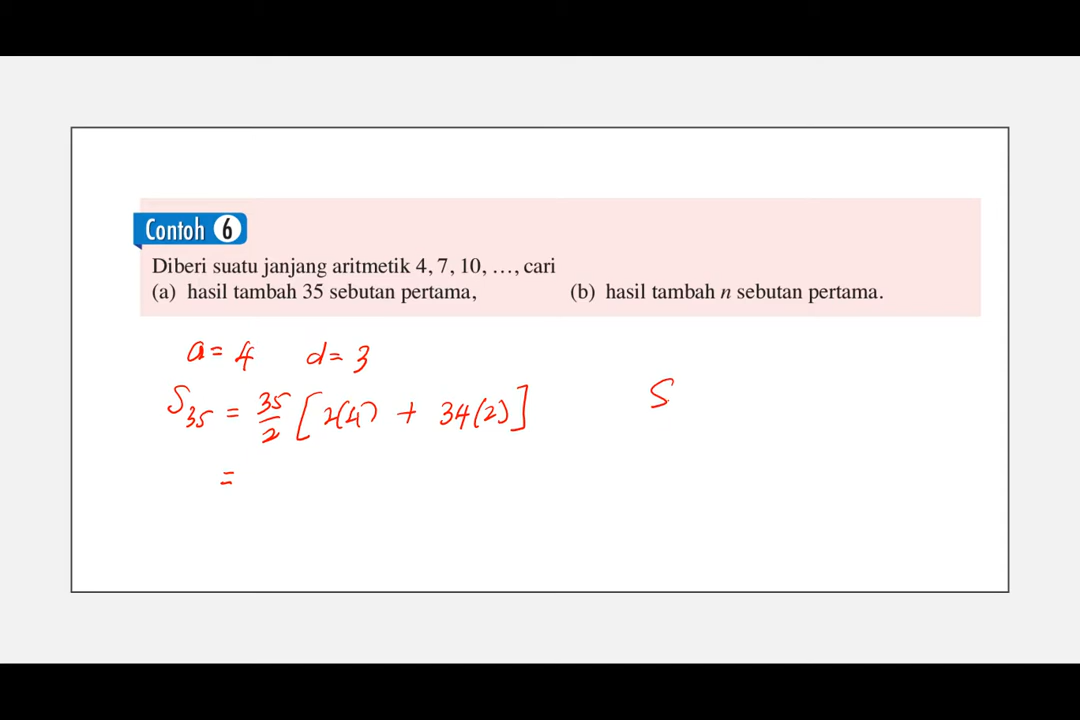 Contoh 6
Diberi suatu janjang aritmetik 4, 7, 10, …, cari
(a) hasil tambah 35 sebutan pertama, (b) hasil tambah n sebutan pertama.
a = 4 d = 3
S35 = 35/2 [2(4) + 34(2)] S
=